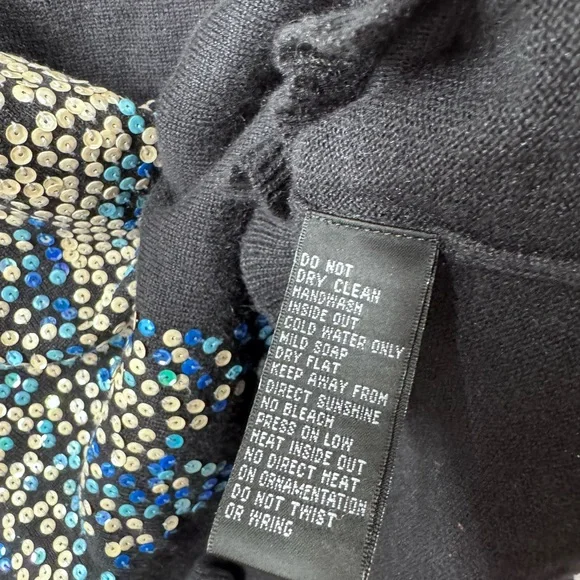 DO NOT
DRY CLEAN
HANDWASH
INSIDE OUT
COLD WATER ONLY
MILD SOAP
DRY FLAT
KEEP AWAY FROM
DIRECT SUNSHINE
NO BLEACH
PRESS ON LOW
HEAT INSIDE OUT
NO DIRECT HEAT
ON ORNAMENTATION
DO NOT TWIST
OR WRING